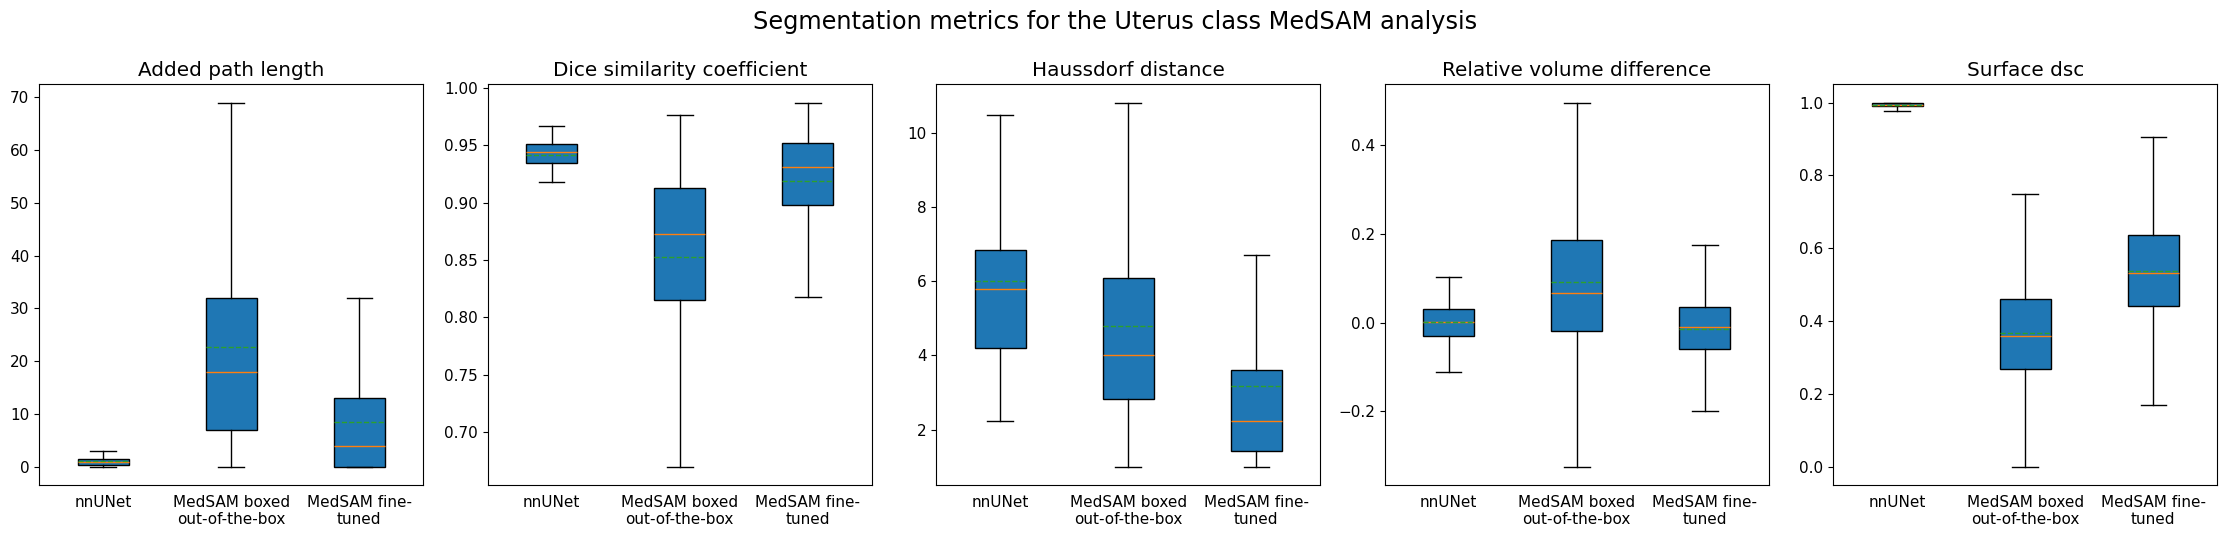 Segmentation metrics for the Uterus class MedSAM analysis
Added path length
70
60
50
40
30
20
10
0
nnUNet
MedSAM boxed
out-of-the-box
MedSAM fine-
tuned
Dice similarity coefficient
1.00
0.95
0.90
0.85
0.80
0.75
0.70
nnUNet
MedSAM boxed
out-of-the-box
MedSAM fine-
tuned
Haussdorf distance
10
8
6
4
2
nnUNet
MedSAM boxed
out-of-the-box
MedSAM fine-
tuned
Relative volume difference
0.4
0.2
0.0
−0.2
nnUNet
MedSAM boxed
out-of-the-box
MedSAM fine-
tuned
Surface dsc
1.0
0.8
0.6
0.4
0.2
0.0
nnUNet
MedSAM boxed
out-of-the-box
MedSAM fine-
tuned